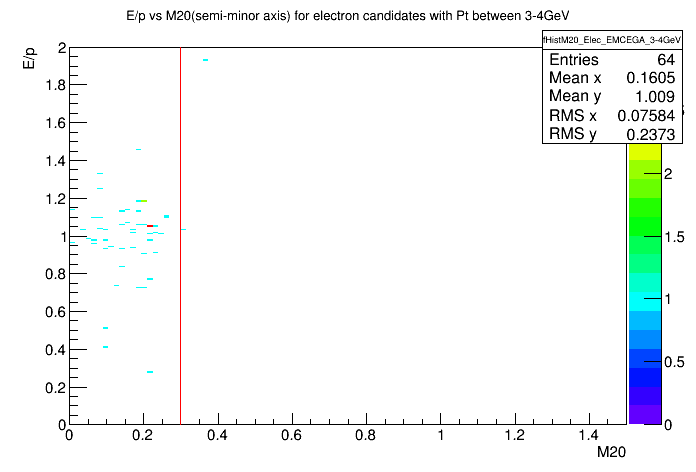 E/p vs M20(semi-minor axis) for electron candidates with Pt between 3-4GeV
fHistM20_Elec_EMCEGA_3-4GeV
Entries 64
Mean x 0.1605
Mean y 1.009
RMS x 0.07584
RMS y 0.2373
E/p
2
1.8
1.6
1.4
1.2
1
0.8
0.6
0.4
0.2
0
0 0.2 0.4 0.6 0.8 1 1.2 1.4
M20
2
1.5
1
0.5
0